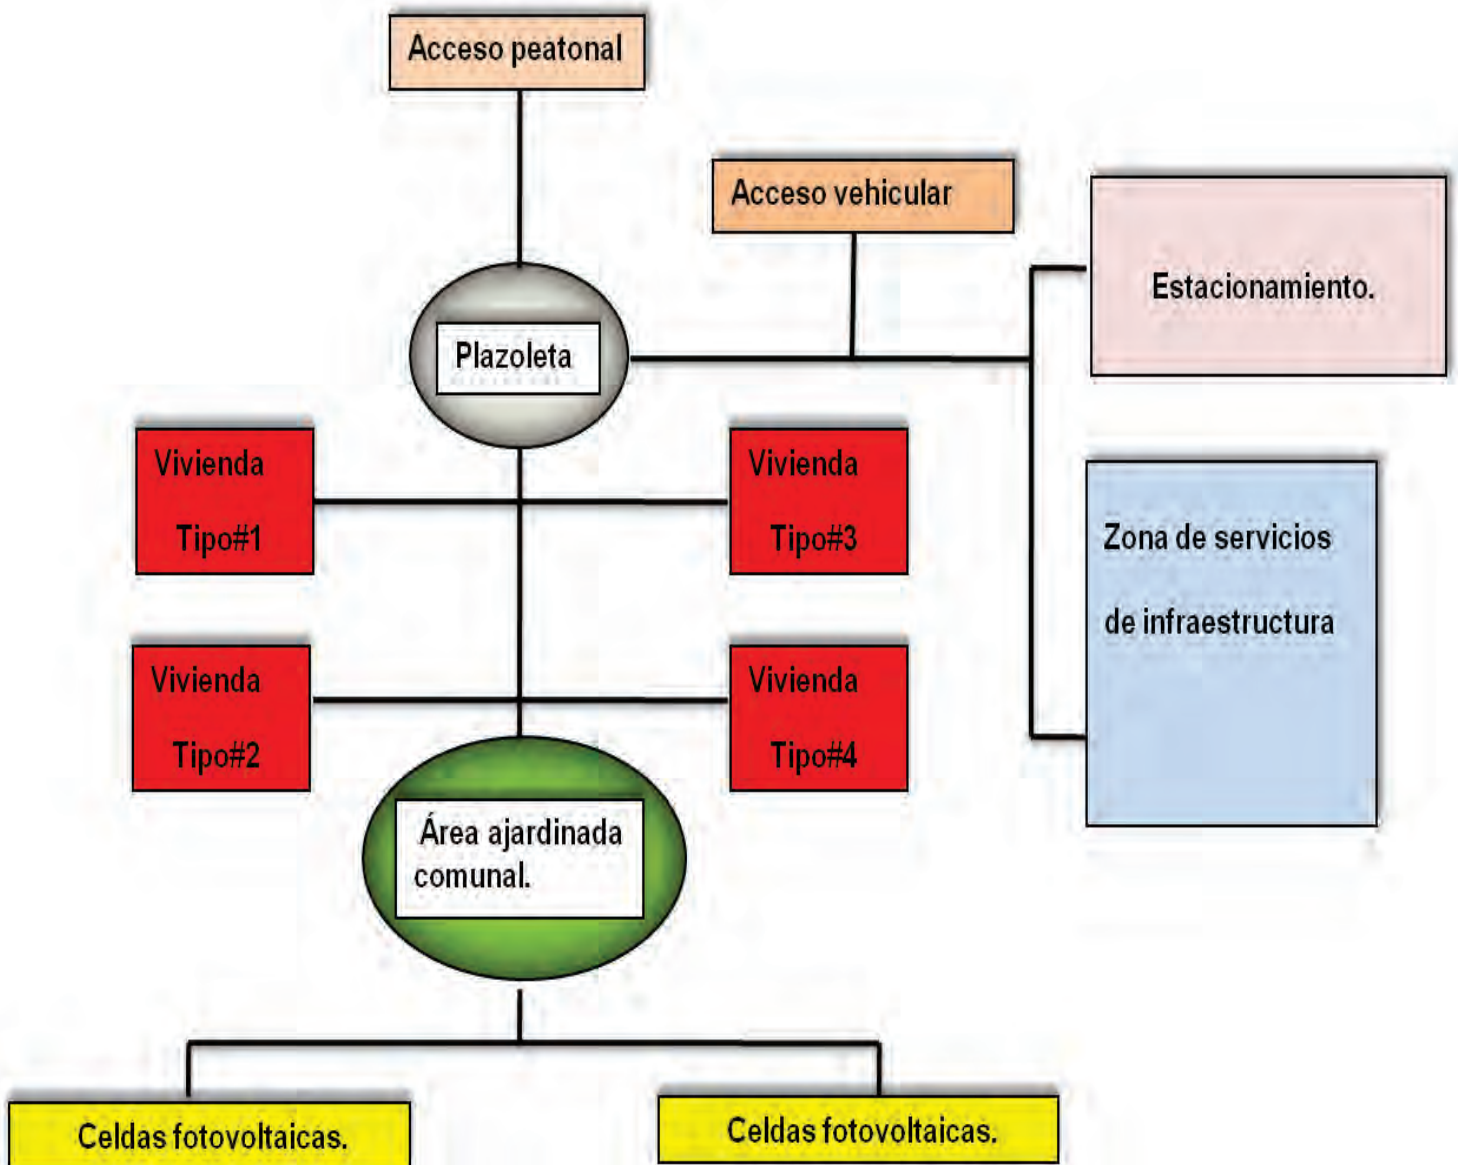 Acceso peatonal
Acceso vehicular
Estacionamiento.
Plazoleta
Vivienda
Tipo#1
Vivienda
Tipo#3
Zona de servicios
de infraestructura
Vivienda
Tipo#2
Vivienda
Tipo#4
Área ajardinada
comunal.
Celdas fotovoltaicas.
Celdas fotovoltaicas.